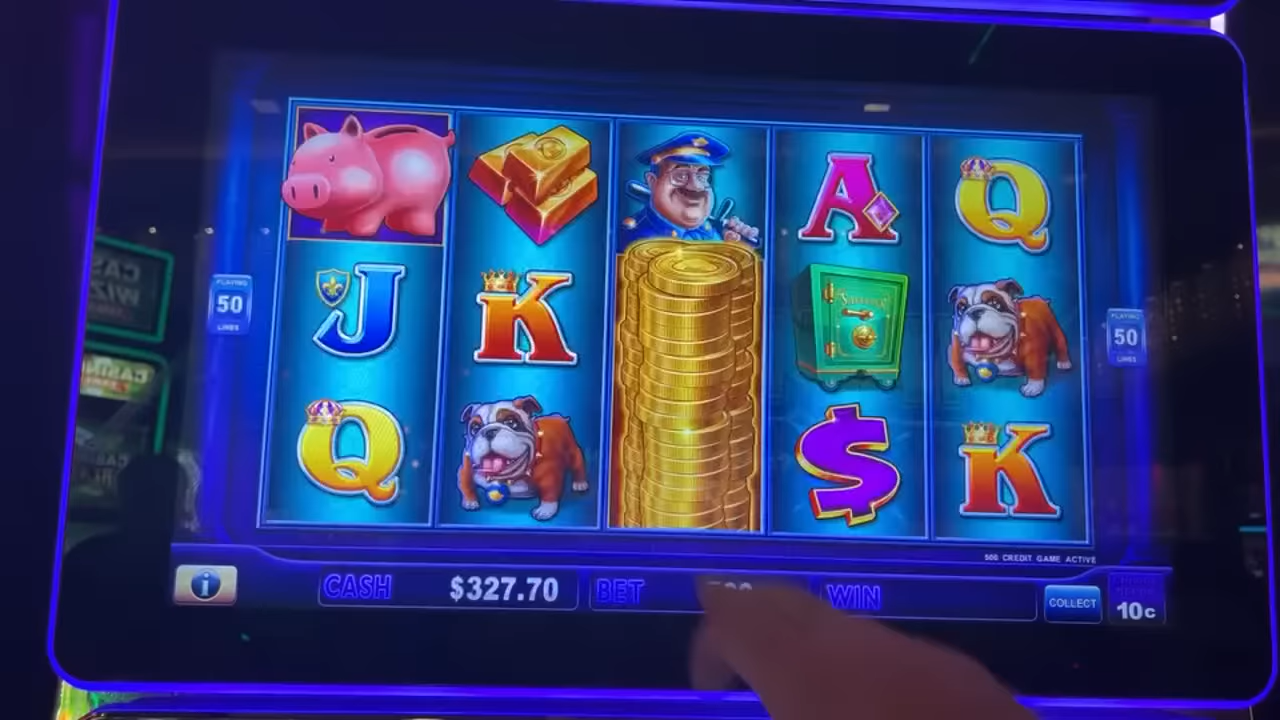 A
Q
J
K
PLAYING
50
LINES
PLAYING
50
LINES
$
Q
K
500 CREDIT GAME ACTIVE
CASH
$327.70
BET
WIN
COLLECT
10c